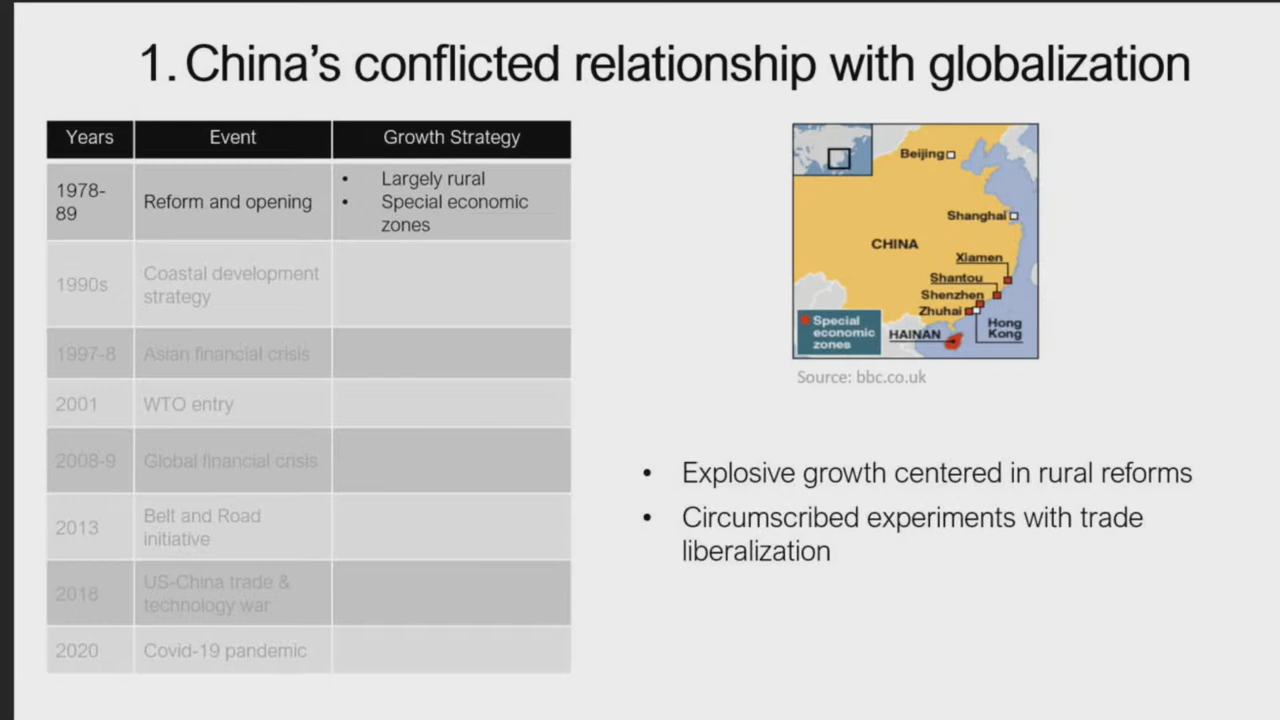 1. China's conflicted relationship with globalization
Years Event Growth Strategy
1978-
89
Reform and opening
• Largely rural
• Special economic
zones
1990s
Coastal development
strategy
1997-8 Asian financial crisis
2001 WTO entry
2008-9 Global financial crisis
2013
Belt and Road
initiative
2018
US-China trade &
technology war
2020 Covid-19 pandemic
Beijing
Shanghai
CHINA
Xiamen
Shantou
Shenzhen
Zhuhai
Hong
Kong
HAINAN
Special
economic
zones
Source: bbc.co.uk
• Explosive growth centered in rural reforms
• Circumscribed experiments with trade
liberalization